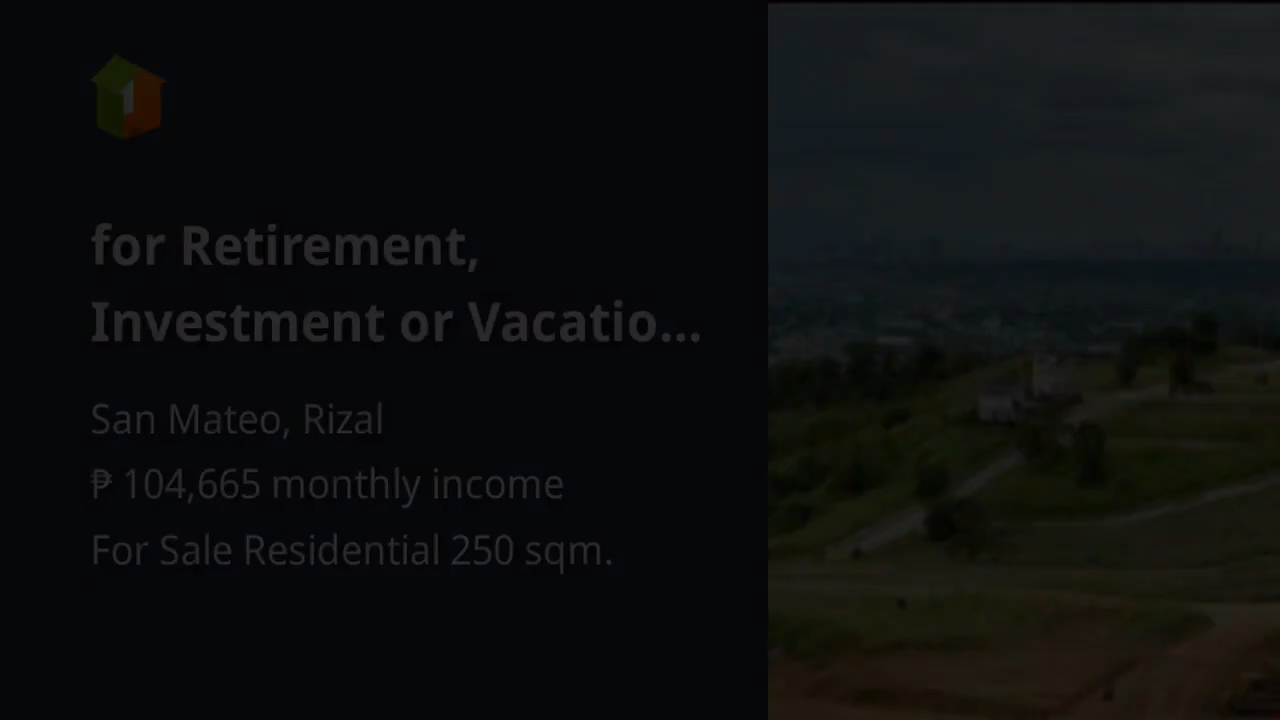 for Retirement,
Investment or Vacatio...
San Mateo, Rizal
₱ 104,665 monthly income
For Sale Residential 250 sqm.